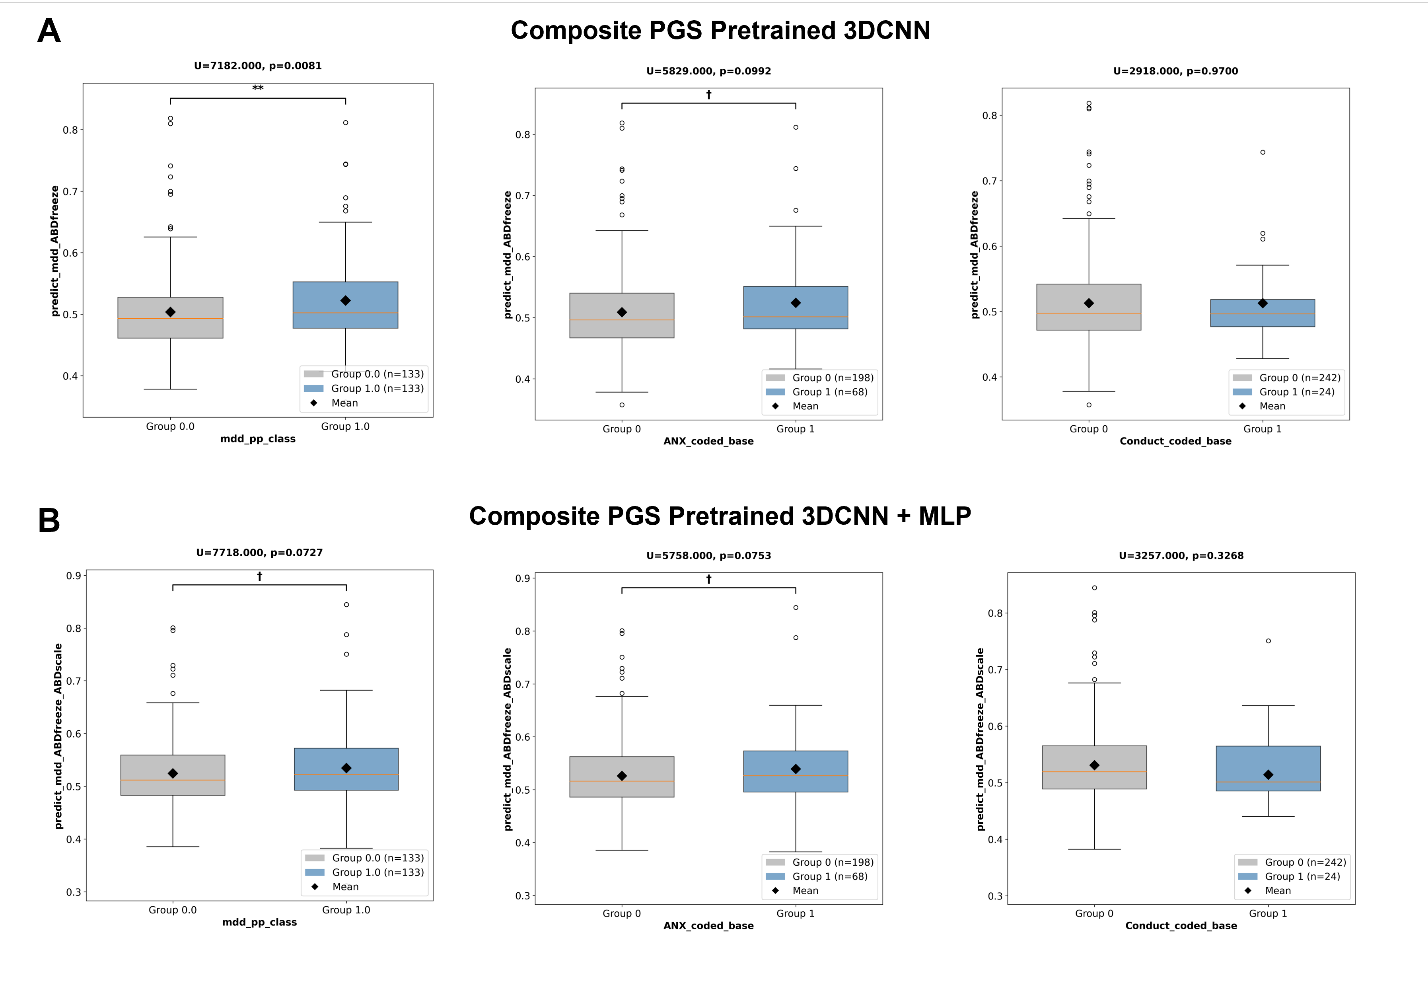 A
Composite PGS Pretrained 3DCNN
U=7182.000, p=0.0081
**
0.8
0.7
0.6
0.5
0.4
predict_mdd_ABDfreeze
Group 0.0 (n=133)
Group 1.0 (n=133)
Mean
Group 0.0
Group 1.0
mdd_pp_class
U=5829.000, p=0.0992
†
0.8
0.7
0.6
0.5
0.4
predict_mdd_ABDfreeze
Group 0 (n=198)
Group 1 (n=68)
Mean
Group 0
Group 1
ANX_coded_base
U=2918.000, p=0.9700
0.8
0.7
0.6
0.5
0.4
predict_mdd_ABDfreeze
Group 0 (n=242)
Group 1 (n=24)
Mean
Group 0
Group 1
Conduct_coded_base
B
Composite PGS Pretrained 3DCNN + MLP
U=7718.000, p=0.0727
†
0.9
0.8
0.7
0.6
0.5
0.4
0.3
predict_mdd_ABDfreeze_ABDscale
Group 0.0 (n=133)
Group 1.0 (n=133)
Mean
Group 0.0
Group 1.0
mdd_pp_class
U=5758.000, p=0.0753
†
0.9
0.8
0.7
0.6
0.5
0.4
0.3
predict_mdd_ABDfreeze_ABDscale
Group 0 (n=198)
Group 1 (n=68)
Mean
Group 0
Group 1
ANX_coded_base
U=3257.000, p=0.3268
0.8
0.7
0.6
0.5
0.4
0.3
predict_mdd_ABDfreeze_ABDscale
Group 0 (n=242)
Group 1 (n=24)
Mean
Group 0
Group 1
Conduct_coded_base